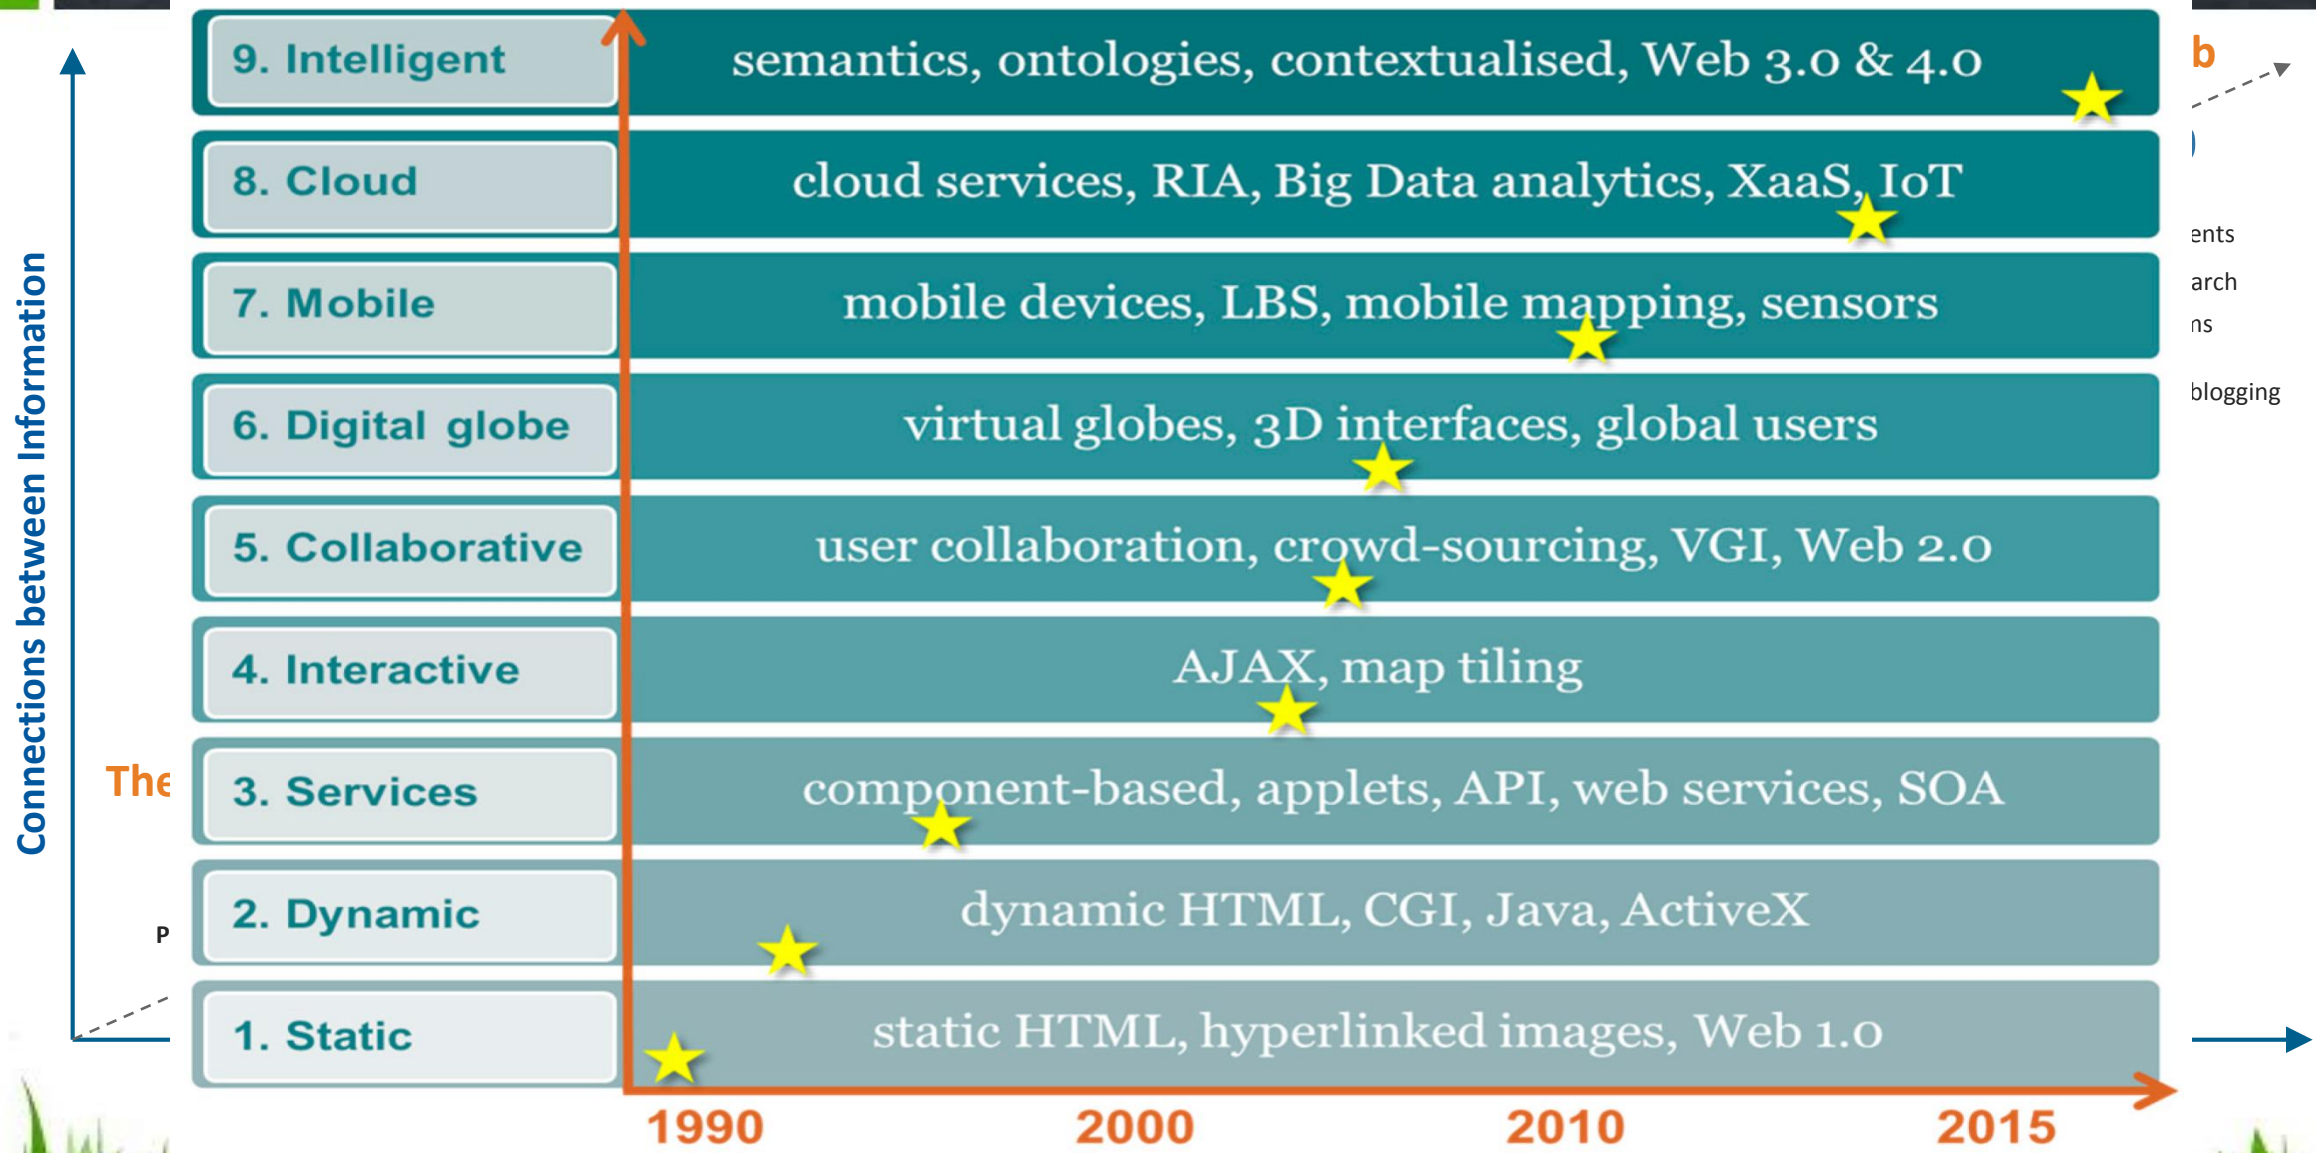 Connections between Information
9. Intelligent
semantics, ontologies, contextualised, Web 3.0 & 4.0
8. Cloud
cloud services, RIA, Big Data analytics, XaaS, IoT
7. Mobile
mobile devices, LBS, mobile mapping, sensors
6. Digital globe
virtual globes, 3D interfaces, global users
5. Collaborative
user collaboration, crowd-sourcing, VGI, Web 2.0
4. Interactive
AJAX, map tiling
3. Services
component-based, applets, API, web services, SOA
2. Dynamic
dynamic HTML, CGI, Java, ActiveX
1. Static
static HTML, hyperlinked images, Web 1.0
1990 2000 2010 2015
The
P
b
ents
arch
ns
blogging